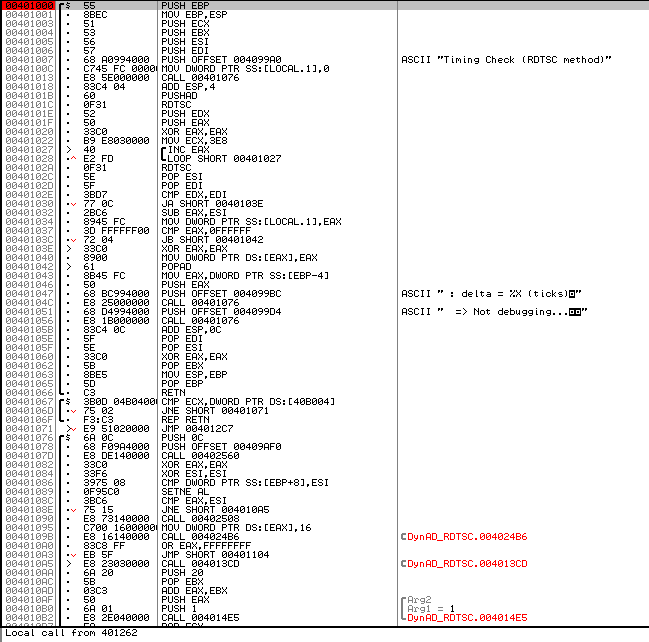 00401000 $ 55 PUSH EBP
00401001 . 8BEC MOV EBP,ESP
00401003 . 51 PUSH ECX
00401004 . 53 PUSH EBX
00401005 . 56 PUSH ESI
00401006 . 57 PUSH EDI
00401007 . 68 A0994000 PUSH OFFSET 004099A0 ASCII "Timing Check (RDTSC method)"
0040100C . C745 FC 00000 MOV DWORD PTR SS:[LOCAL.1],0
00401013 . E8 5E000000 CALL 00401076
00401018 . 83C4 04 ADD ESP,4
0040101B . 60 PUSHAD
0040101C . 0F31 RDTSC
0040101E . 52 PUSH EDX
0040101F . 50 PUSH EAX
00401020 . 33C0 XOR EAX,EAX
00401022 . B9 E8030000 MOV ECX,3E8
00401027 > 40 INC EAX
00401028 .^ E2 FD LOOP SHORT 00401027
0040102A . 0F31 RDTSC
0040102C . 5E POP ESI
0040102D . 5F POP EDI
0040102E . 3BD7 CMP EDX,EDI
00401030 .v 77 0C JA SHORT 0040103E
00401032 . 2BC6 SUB EAX,ESI
00401034 . 8945 FC MOV DWORD PTR SS:[LOCAL.1],EAX
00401037 . 3D FFFFFF00 CMP EAX,0FFFFFF
0040103C .v 72 04 JB SHORT 00401042
0040103E > 33C0 XOR EAX,EAX
00401040 . 8900 MOV DWORD PTR DS:[EAX],EAX
00401042 > 61 POPAD
00401043 . 8B45 FC MOV EAX,DWORD PTR SS:[EBP-4]
00401046 . 50 PUSH EAX
00401047 . 68 BC994000 PUSH OFFSET 004099BC ASCII " : delta = %X (ticks)"
0040104C . E8 25000000 CALL 00401076
00401051 . 68 D4994000 PUSH OFFSET 004099D4 ASCII "  => Not debugging..."
00401056 . E8 1B000000 CALL 00401076
0040105B . 83C4 0C ADD ESP,0C
0040105E . 5F POP EDI
0040105F . 5E POP ESI
00401060 . 33C0 XOR EAX,EAX
00401062 . 5B POP EBX
00401063 . 8BE5 MOV ESP,EBP
00401065 . 5D POP EBP
00401066 . C3 RETN
00401067 $ 3B0D 04B04000 CMP ECX,DWORD PTR DS:[40B004]
0040106D .v 75 02 JNE SHORT 00401071
0040106F . F3:C3 REP RETN
00401071 >v E9 51020000 JMP 004012C7
00401076 $ 6A 0C PUSH 0C
00401078 . 68 F09A4000 PUSH OFFSET 00409AF0
0040107D . E8 DE140000 CALL 00402560
00401082 . 33C0 XOR EAX,EAX
00401084 . 33F6 XOR ESI,ESI
00401086 . 3975 08 CMP DWORD PTR SS:[EBP+8],ESI
00401089 . 0F95C0 SETNE AL
0040108C . 3BC6 CMP EAX,ESI
0040108E .v 75 15 JNE SHORT 004010A5
00401090 . E8 73140000 CALL 00402508
00401095 . C700 16000000 MOV DWORD PTR DS:[EAX],16
0040109B . E8 16140000 CALL 004024B6 DynAD_RDTSC.004024B6
004010A0 . 83C8 FF OR EAX,FFFFFFFF
004010A3 .v EB 5F JMP SHORT 00401104
004010A5 > E8 23030000 CALL 004013CD DynAD_RDTSC.004013CD
004010AA . 6A 20 PUSH 20
004010AC . 5B POP EBX
004010AD . 03C3 ADD EAX,EBX
004010AF . 50 PUSH EAX Arg2
004010B0 . 6A 01 PUSH 1 Arg1 = 1
004010B2 . E8 2E040000 CALL 004014E5 DynAD_RDTSC.004014E5
Local call from 401262